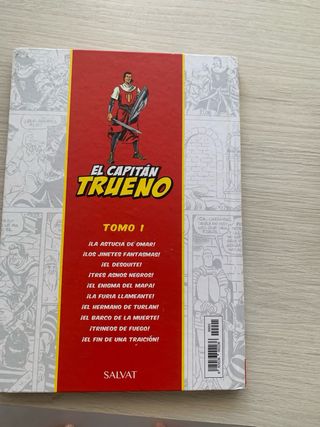 EL CAPITÁN
TRUENO
TOMO 1
¡LA ASTUCIA DE OMAR!
¡LOS JINETES FANTASMAS!
¡EL DESQUITE!
¡TRES ASNOS NEGROS!
¡EL ENIGMA DEL MAPA!
¡LA FURIA LLAMEANTE!
¡EL HERMANO DE TURLAN!
¡EL BARCO DE LA MUERTE!
¡TRINEOS DE FUEGO!
¡EL FIN DE UNA TRAICIÓN!
SALVAT